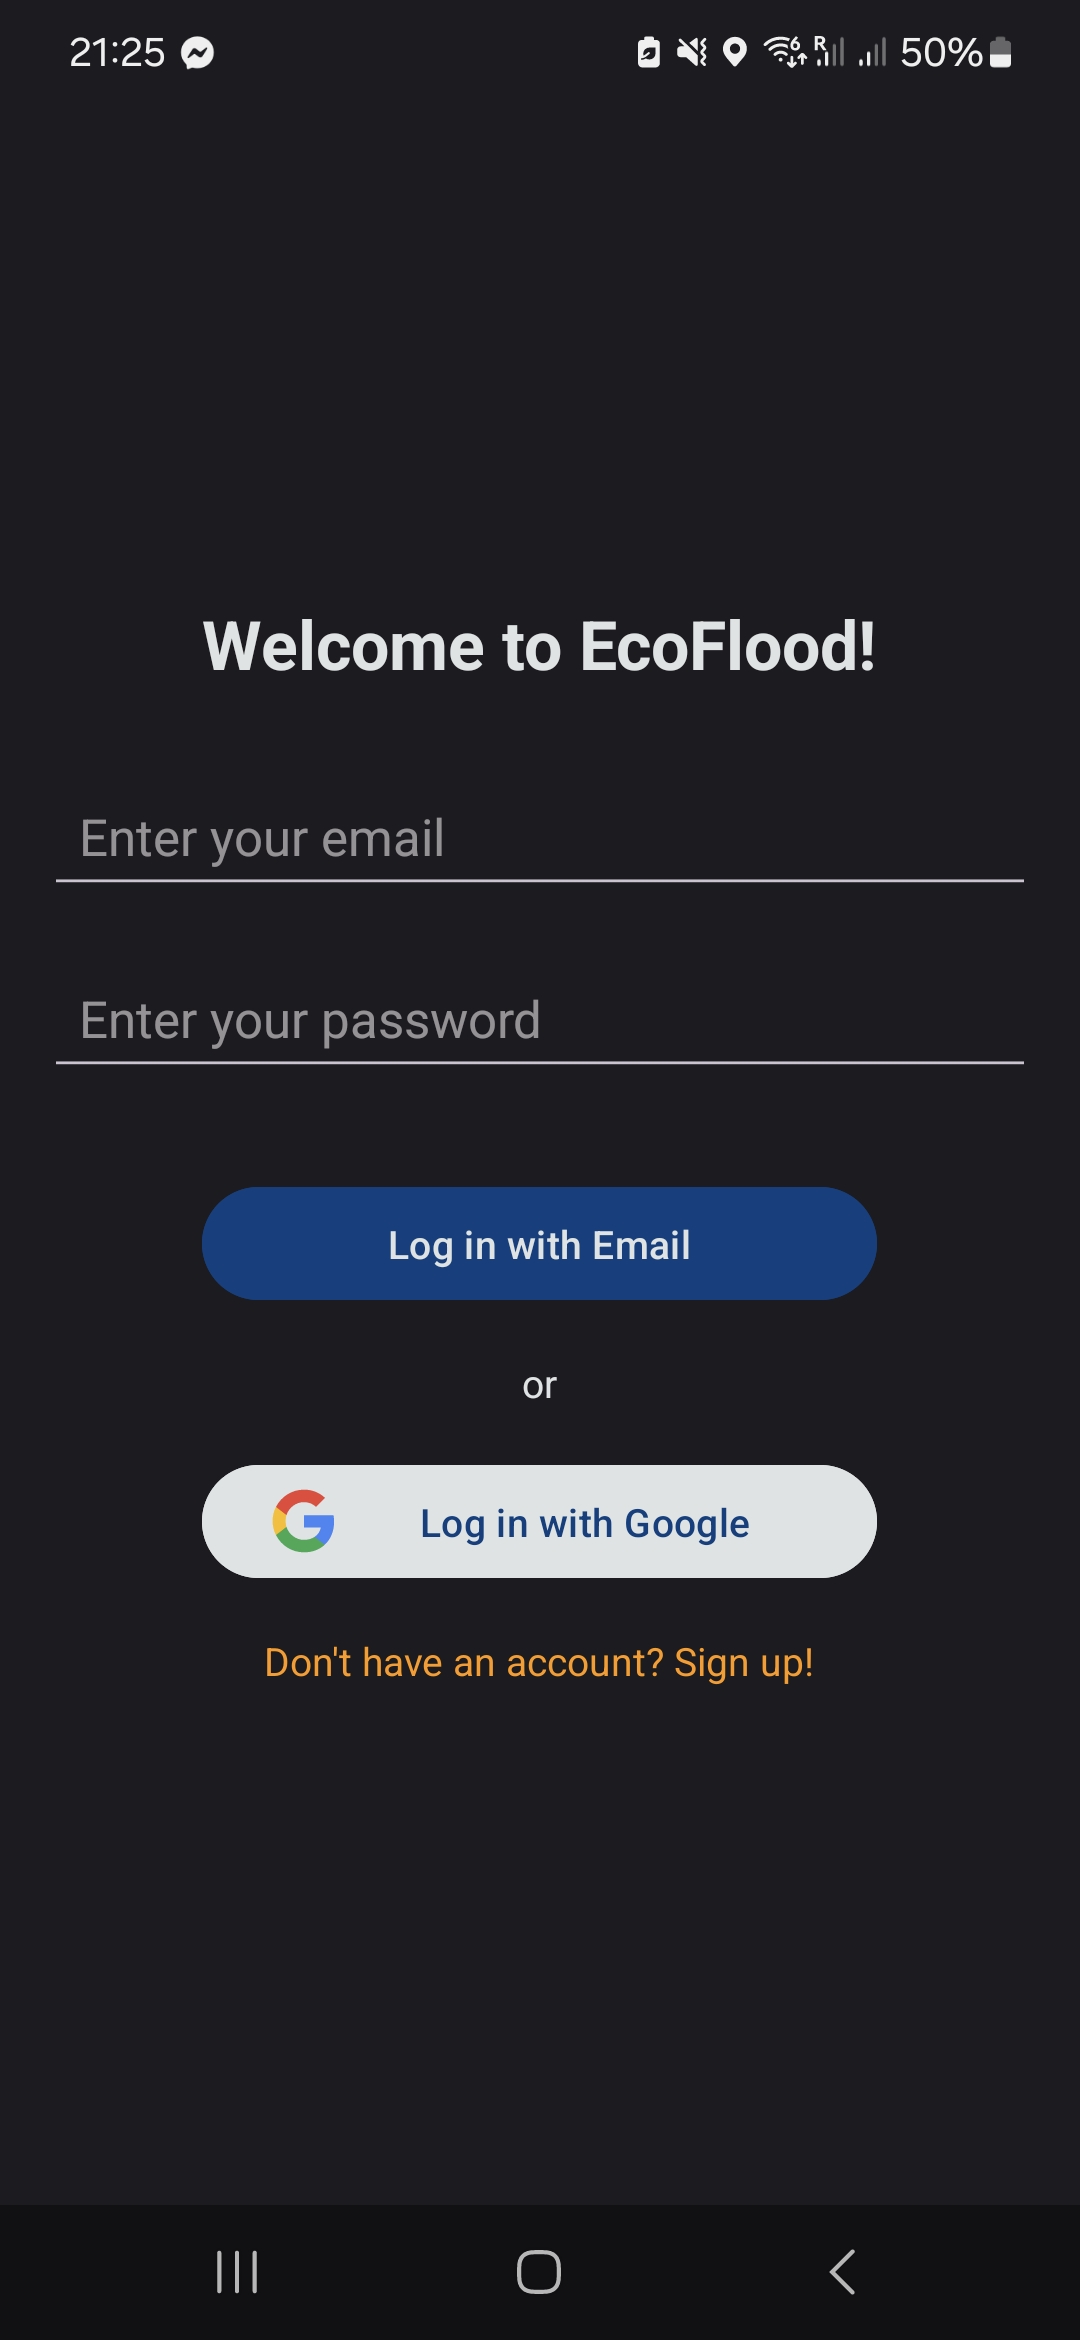 21:25
6 R 50%
Welcome to EcoFlood!
Enter your email
Enter your password
Log in with Email
or
Log in with Google
Don't have an account? Sign up!